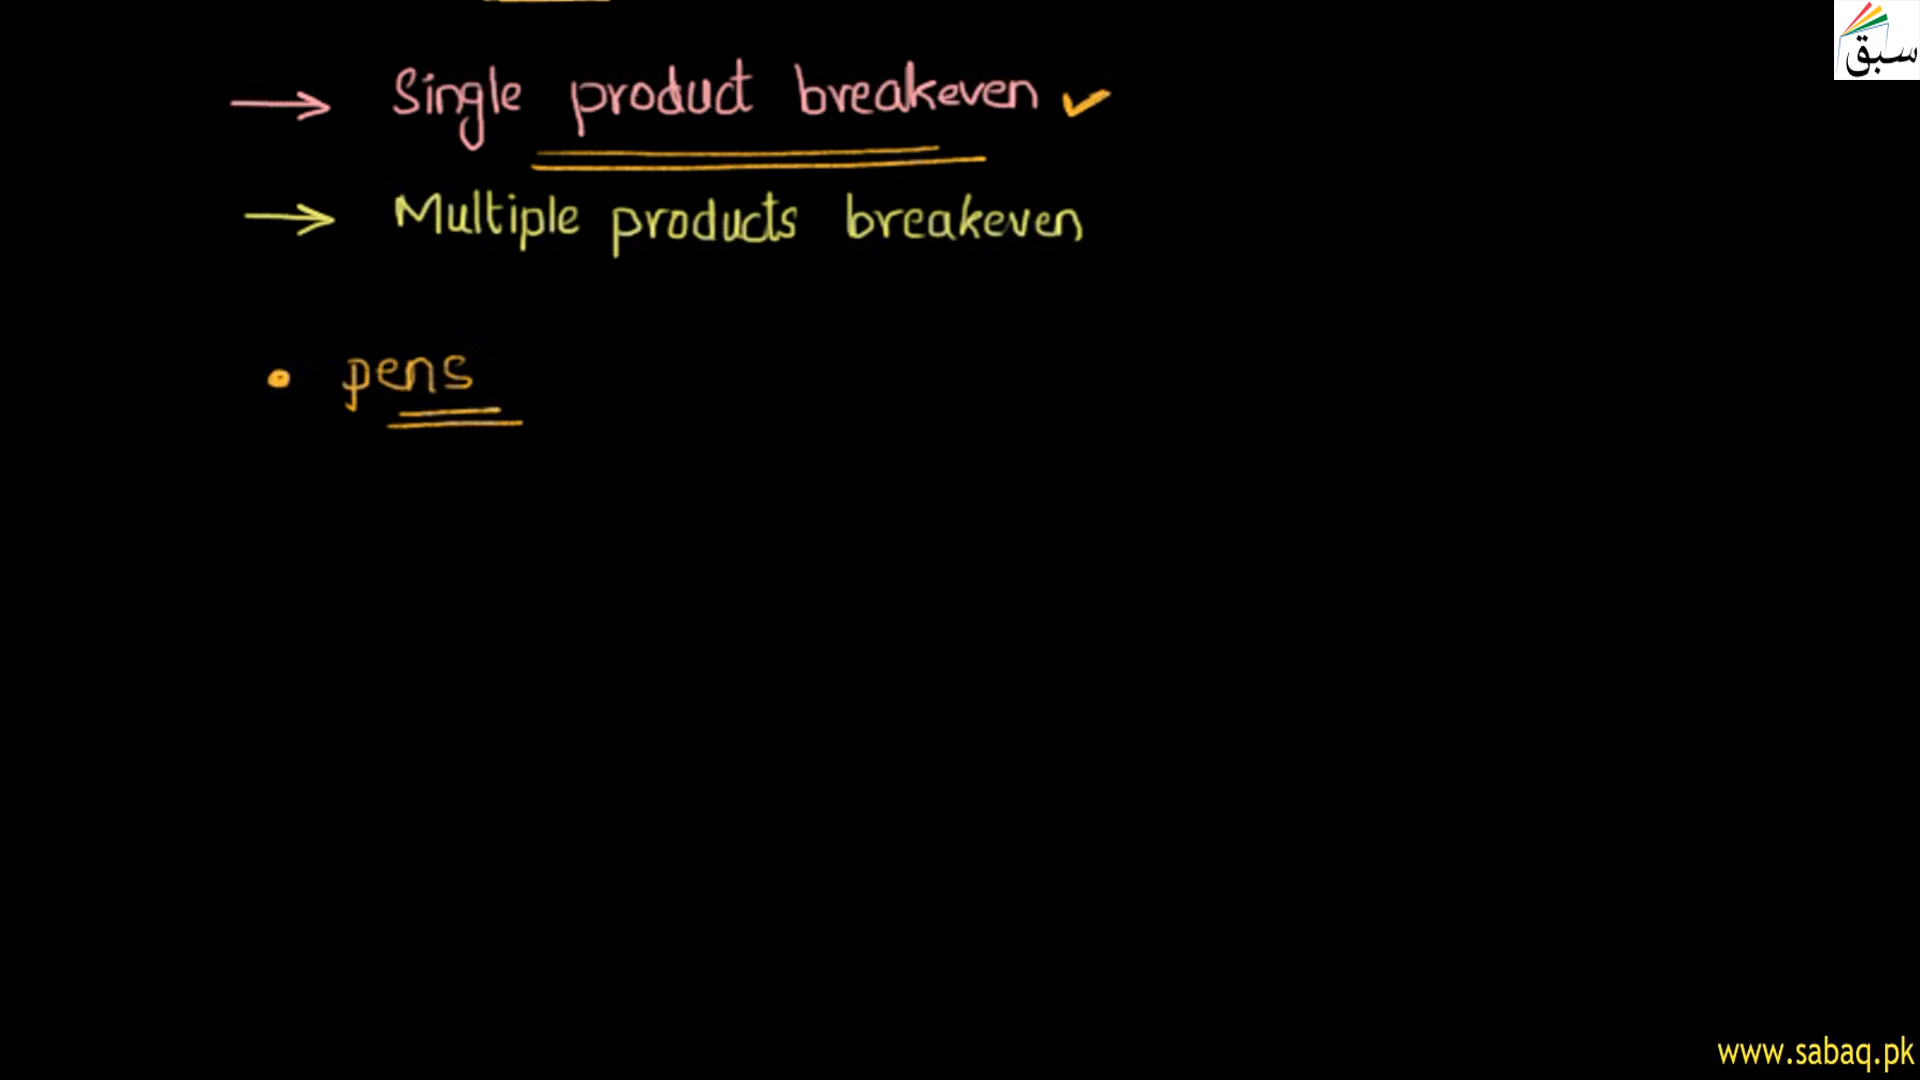 سبق
→ Single product breakeven ✓
→ Multiple products breakeven
• pens
www.sabaq.pk